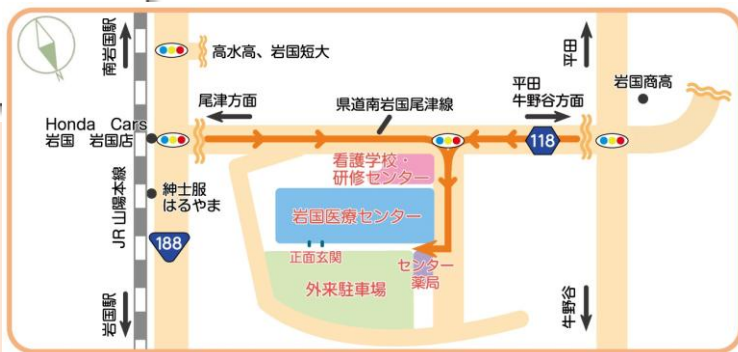 南岩国駅
高水高、岩国短大
平田
岩国商高
尾津方面
県道南岩国尾津線
平田
牛野谷方面
Honda Cars
岩国 岩国店
118
看護学校・
研修センター
紳士服
はるやま
JR山陽本線
岩国医療センター
188
正面玄関
センター
薬局
外来駐車場
岩国駅
牛野谷